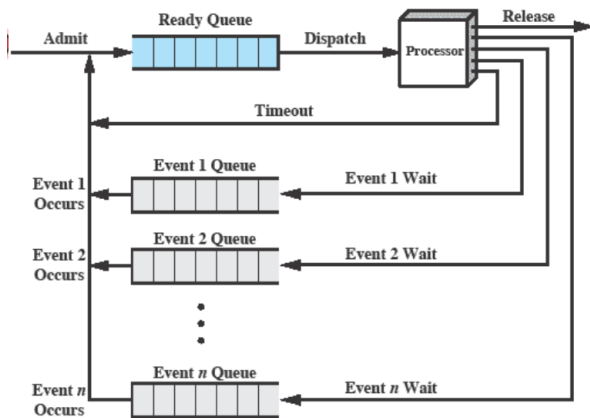 Ready Queue
Release
Admit
Dispatch
Processor
Timeout
Event 1 Queue
Event 1
Occurs
Event 1 Wait
Event 2 Queue
Event 2
Occurs
Event 2 Wait
Event n Queue
Event n
Occurs
Event n Wait